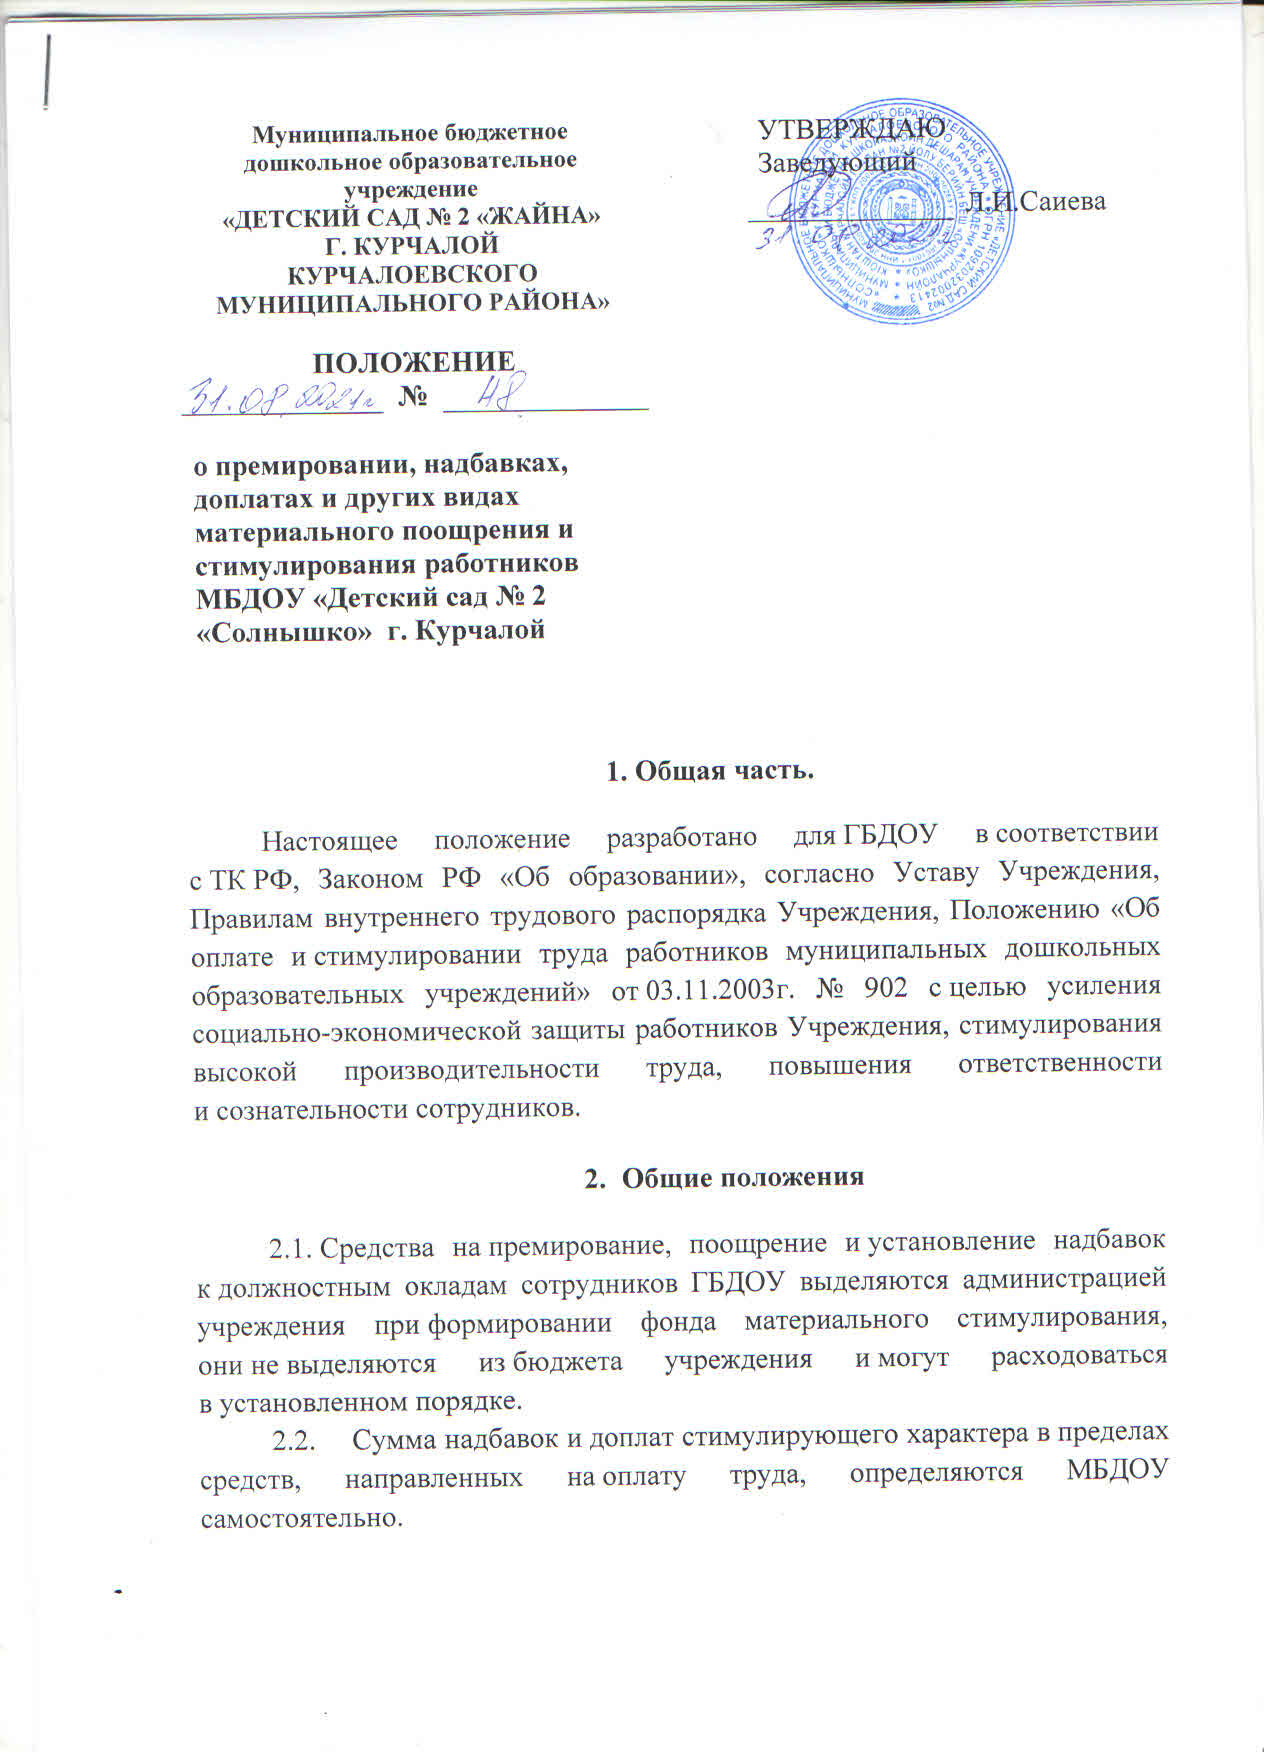 Муниципальное бюджетное
дошкольное образовательное
учреждение
«ДЕТСКИЙ САД № 2 «ЖАЙНА»
Г. КУРЧАЛОЙ
КУРЧАЛОЕВСКОГО
МУНИЦИПАЛЬНОГО РАЙОНА»
УТВЕРЖДАЮ
Заведующий
Л.И.Саиева
ПОЛОЖЕНИЕ
31.08.2021г № 48
о премировании, надбавках,
доплатах и других видах
материального поощрения и
стимулирования работников
МБДОУ «Детский сад № 2
«Солнышко» г. Курчалой
1. Общая часть.
Настоящее положение разработано для ГБДОУ в соответствии
с ТК РФ, Законом РФ «Об образовании», согласно Уставу Учреждения,
Правилам внутреннего трудового распорядка Учреждения, Положению «Об
оплате и стимулировании труда работников муниципальных дошкольных
образовательных учреждений» от 03.11.2003г. № 902 с целью усиления
социально-экономической защиты работников Учреждения, стимулирования
высокой производительности труда, повышения ответственности
и сознательности сотрудников.
2. Общие положения
2.1. Средства на премирование, поощрение и установление надбавок
к должностным окладам сотрудников ГБДОУ выделяются администрацией
учреждения при формировании фонда материального стимулирования,
они не выделяются из бюджета учреждения и могут расходоваться
в установленном порядке.
2.2. Сумма надбавок и доплат стимулирующего характера в пределах
средств, направленных на оплату труда, определяются МБДОУ
самостоятельно.